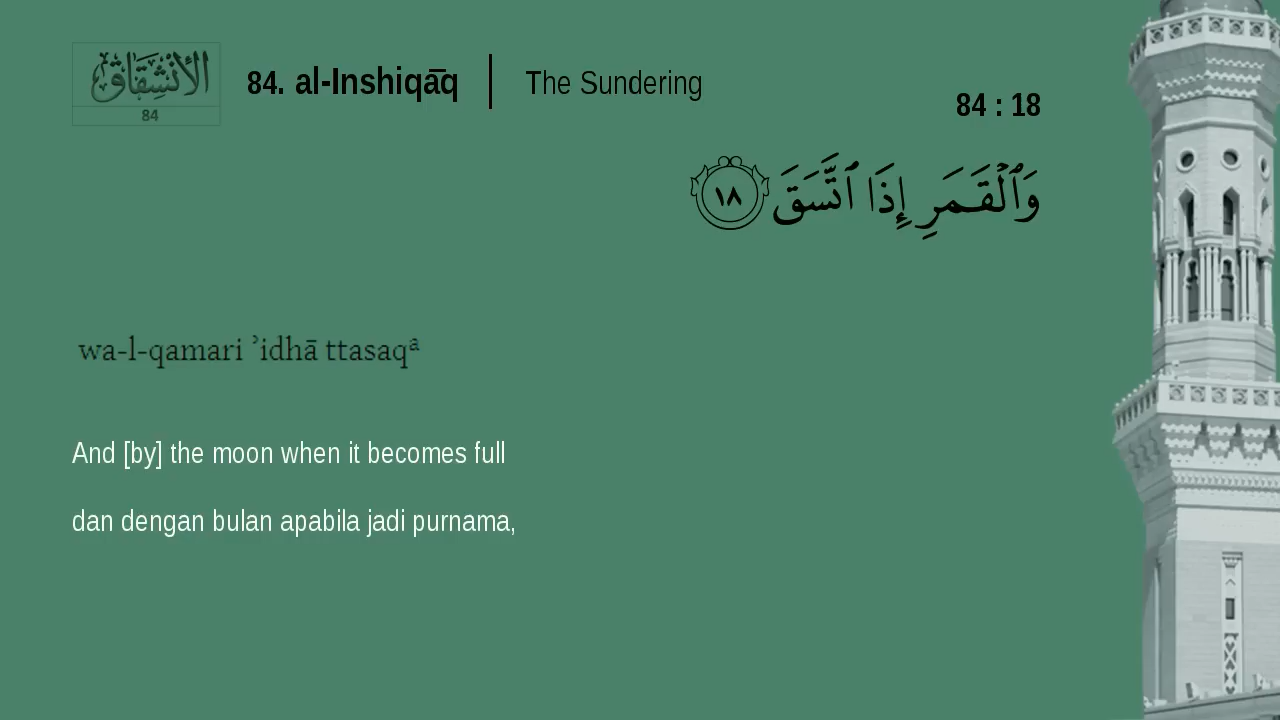 الانشقاق
84
84. al-Inshiqāq | The Sundering
84 : 18
وَٱلْقَمَرِ إِذَا ٱتَّسَقَ ١٨
wa-l-qamari ʾidhā ttasaqᵃ
And [by] the moon when it becomes full
dan dengan bulan apabila jadi purnama,